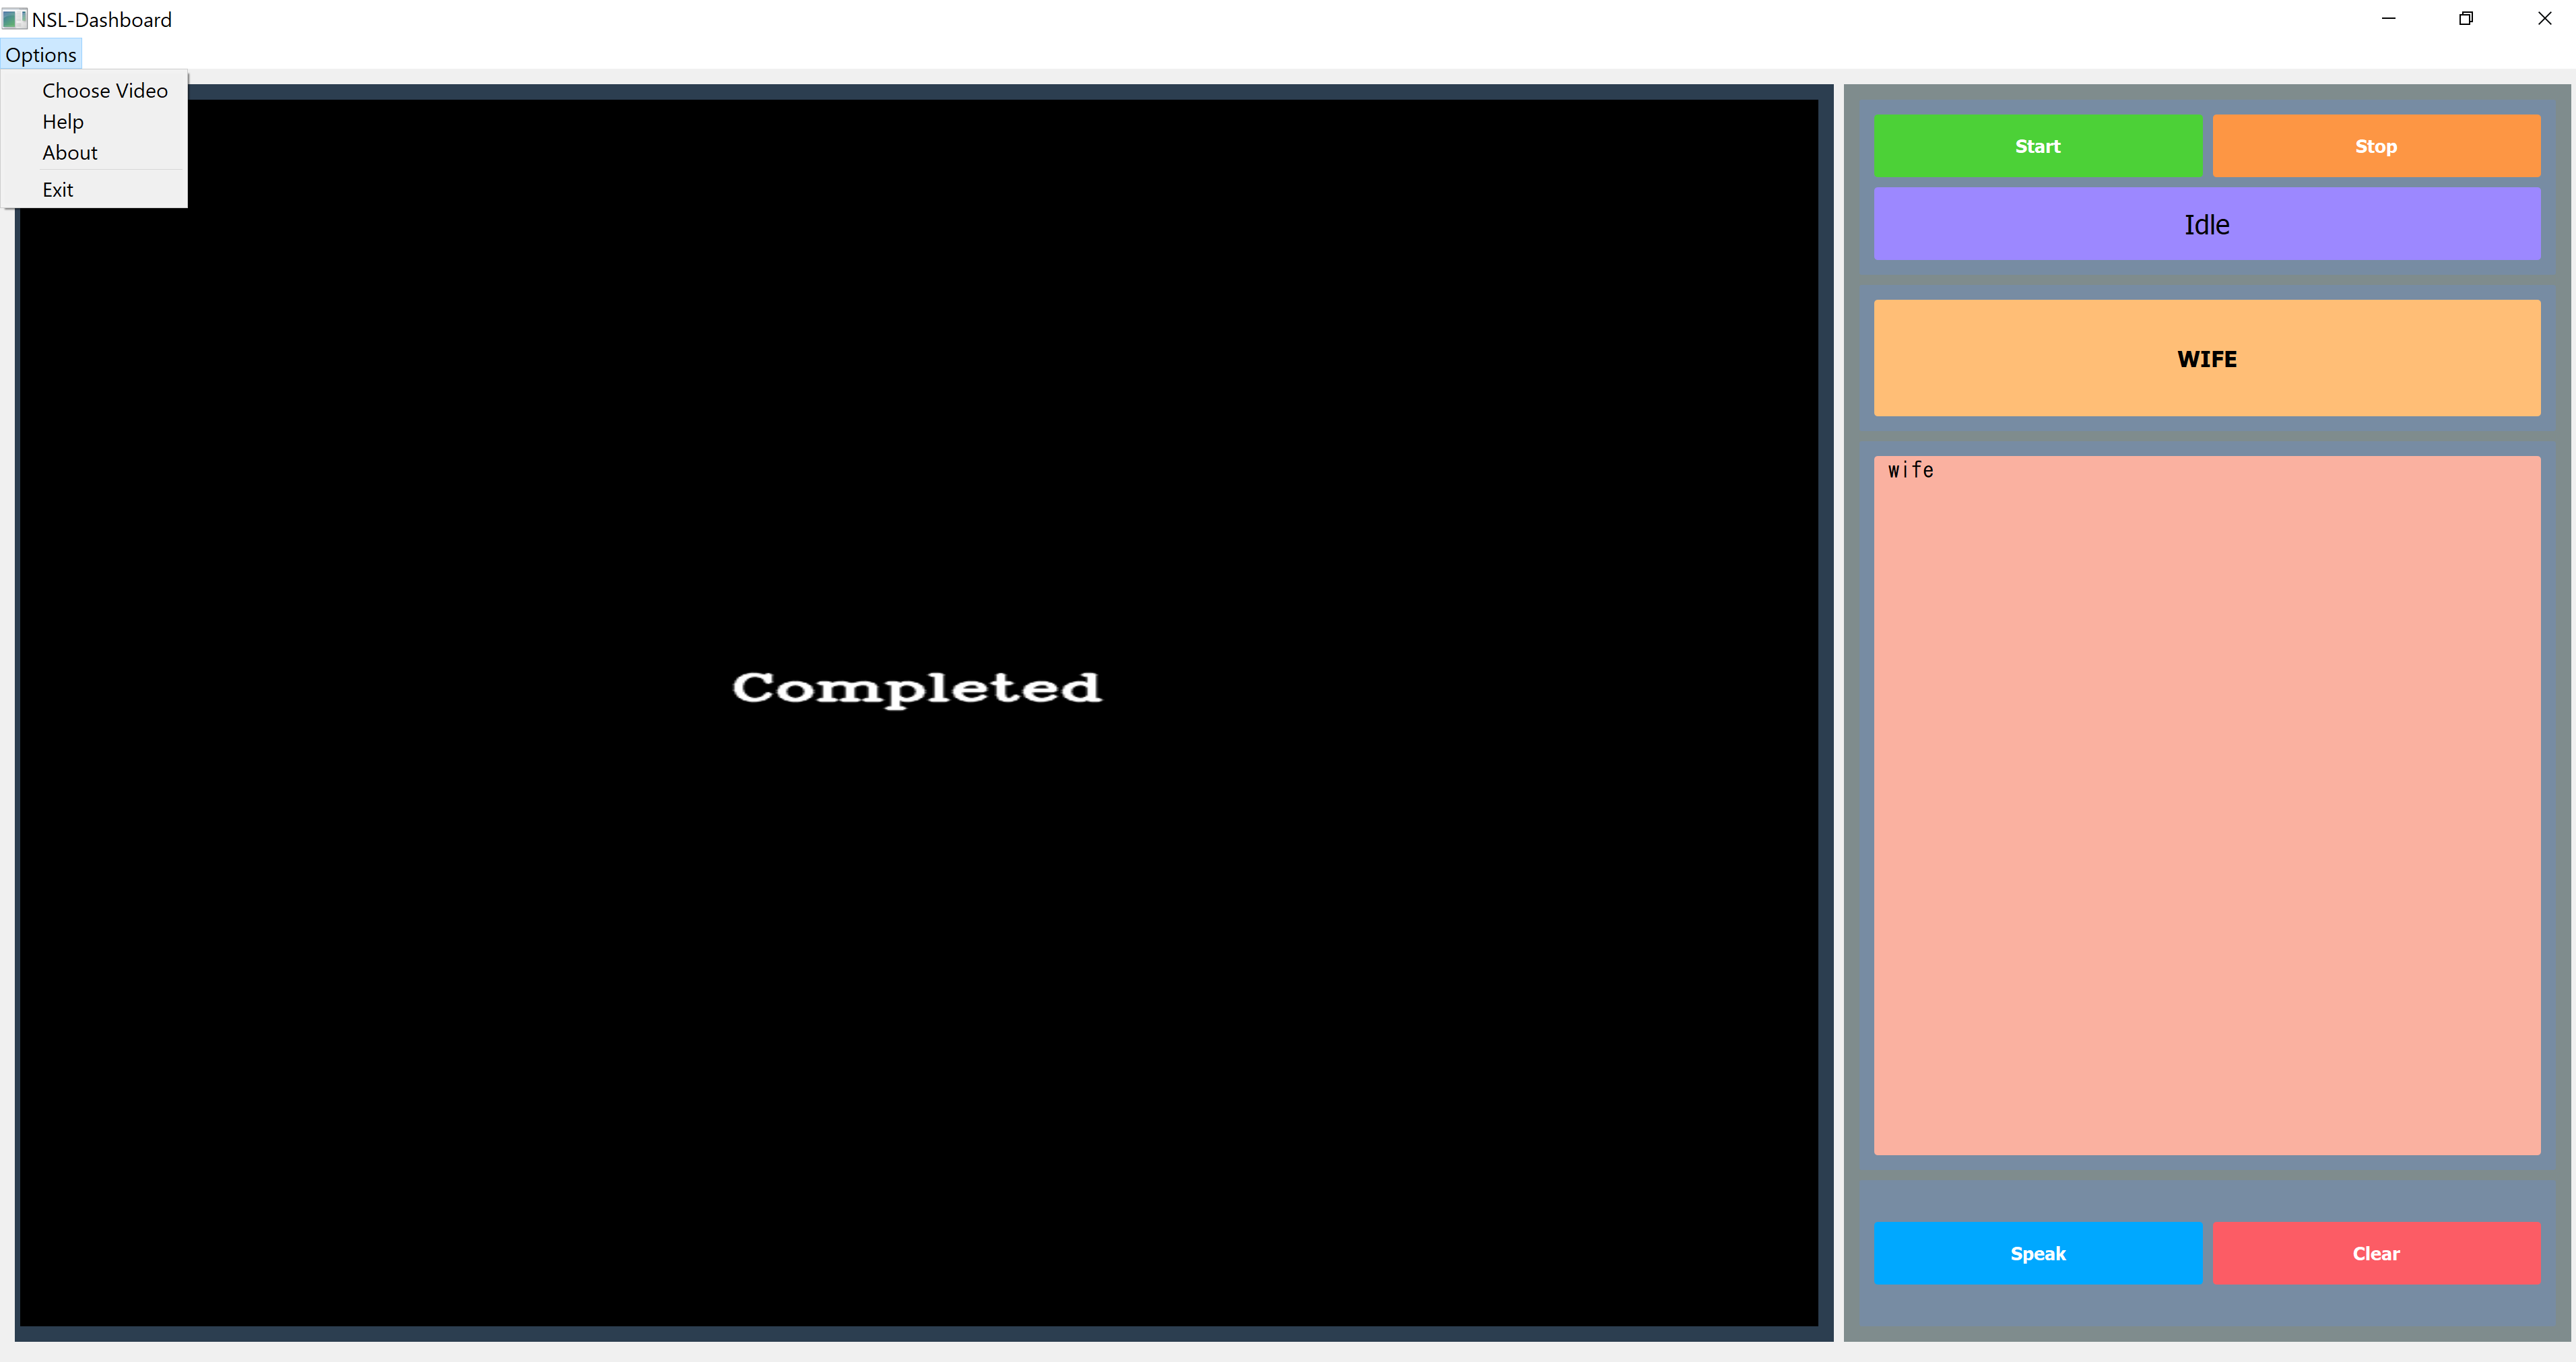 NSL-Dashboard
Options
Choose Video
Help
About
Exit
Completed
Start Stop
Idle
WIFE
wife
Speak Clear